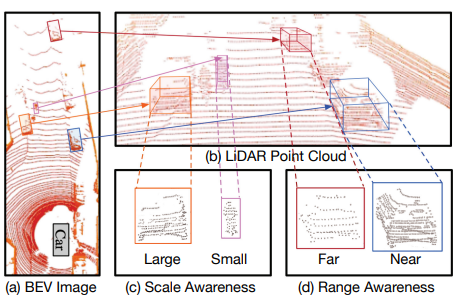 Car
(a) BEV Image
(b) LiDAR Point Cloud
Large Small
(c) Scale Awareness
Far Near
(d) Range Awareness